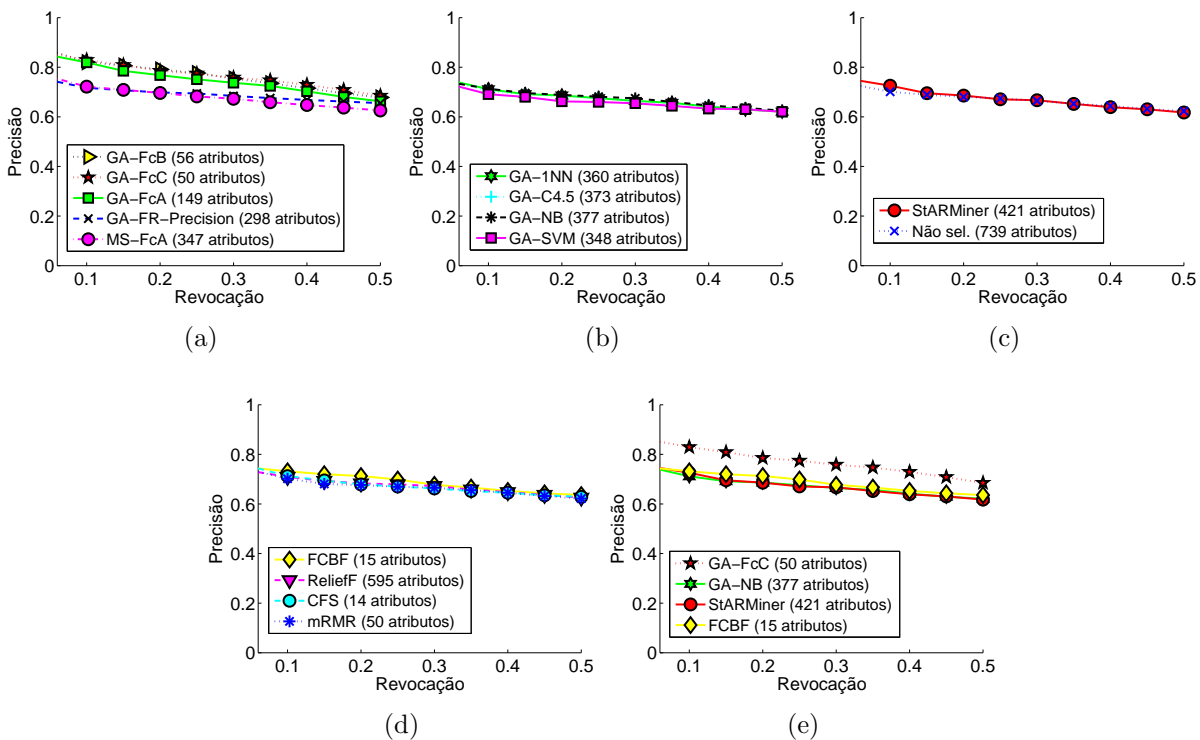 1
0.8
0.6
0.4
0.2
0
0.1 0.2 0.3 0.4 0.5
Precisão
Revocação
GA−FcB (56 atributos)
GA−FcC (50 atributos)
GA−FcA (149 atributos)
GA−FR−Precision (298 atributos)
MS−FcA (347 atributos)
(a)
1
0.8
0.6
0.4
0.2
0
0.1 0.2 0.3 0.4 0.5
Precisão
Revocação
GA−1NN (360 atributos)
GA−C4.5 (373 atributos)
GA−NB (377 atributos)
GA−SVM (348 atributos)
(b)
1
0.8
0.6
0.4
0.2
0
0.1 0.2 0.3 0.4 0.5
Precisão
Revocação
StARMiner (421 atributos)
Não sel. (739 atributos)
(c)
1
0.8
0.6
0.4
0.2
0
0.1 0.2 0.3 0.4 0.5
Precisão
Revocação
FCBF (15 atributos)
ReliefF (595 atributos)
CFS (14 atributos)
mRMR (50 atributos)
(d)
1
0.8
0.6
0.4
0.2
0
0.1 0.2 0.3 0.4 0.5
Precisão
Revocação
GA−FcC (50 atributos)
GA−NB (377 atributos)
StARMiner (421 atributos)
FCBF (15 atributos)
(e)